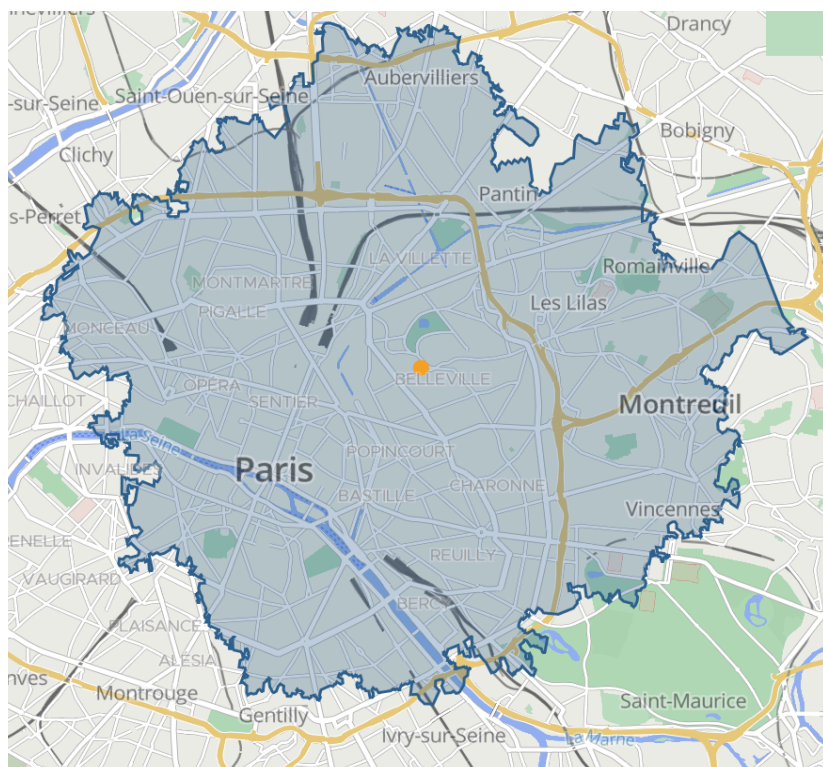 Drancy
Aubervilliers
-sur-Seine
Saint-Ouen-sur-Seine
Bobigny
Clichy
Pantin
s-Perret
LA VILLETTE
Romainville
MONTMARTRE
Les Lilas
PIGALLE
MONCEAU
BELLEVILLE
OPÉRA
CHAILLOT
SENTIER
Montreuil
La Seine
POPINCOURT
INVALIDES
Paris
CHARONNE
BASTILLE
Vincennes
RENELLE
REUILLY
VAUGIRARD
BERCY
PLAISANCE
ALESIA
nves
Montrouge
Saint-Maurice
Gentilly
Ivry-sur-Seine
La Marne